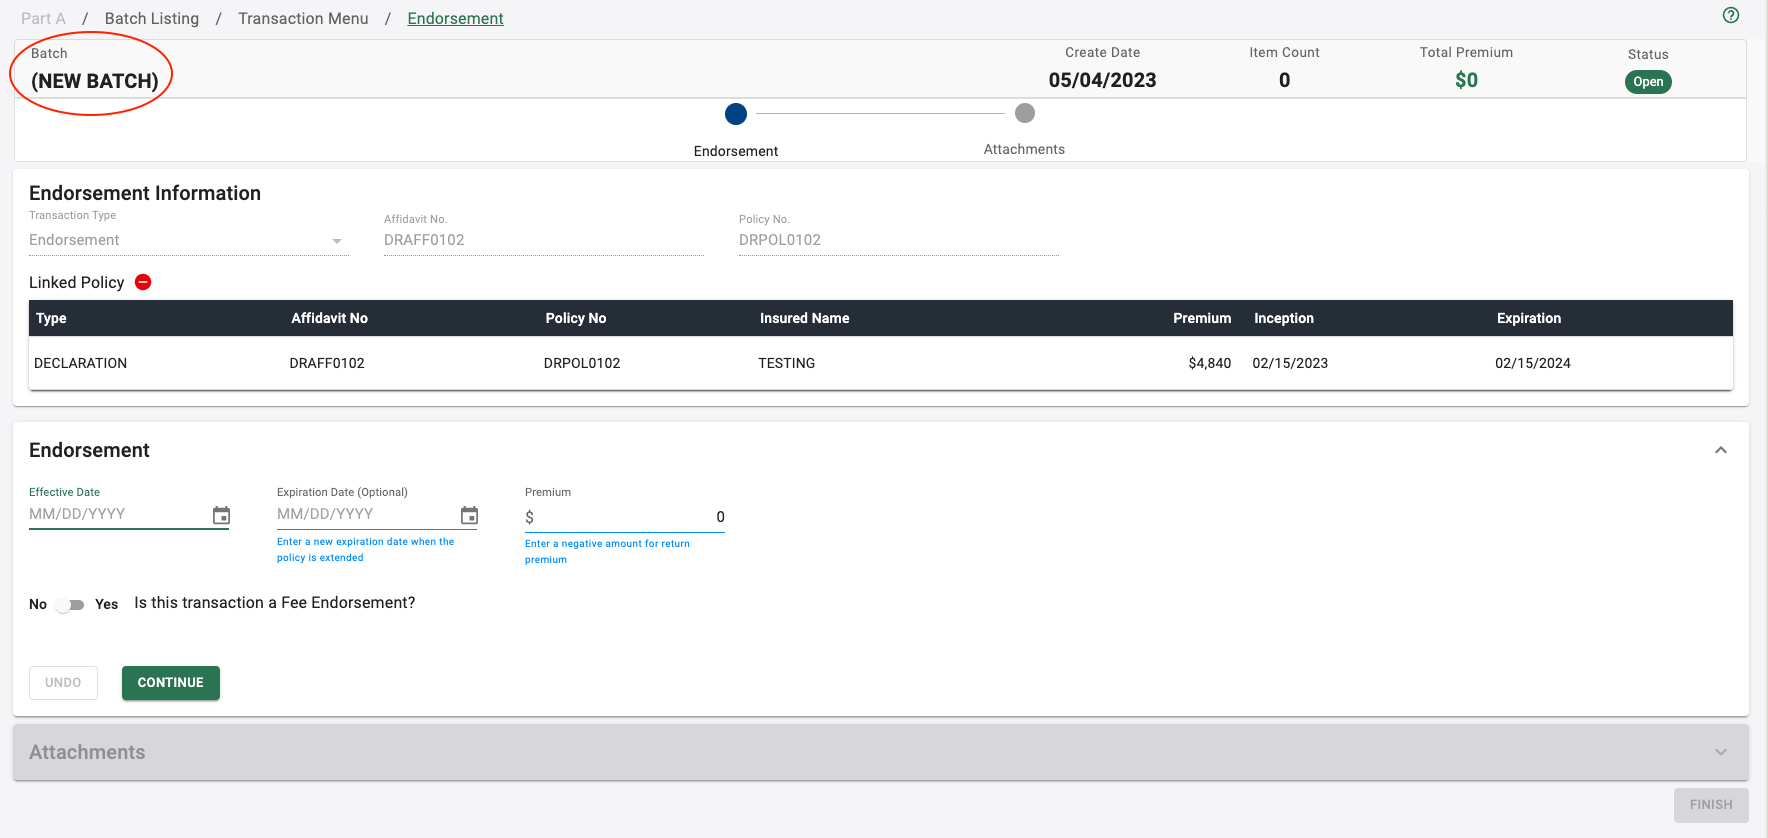 Part A / Batch Listing / Transaction Menu / Endorsement
Batch
(NEW BATCH)
Create Date
05/04/2023
Item Count
0
Total Premium
$0
Status
Open
Endorsement
Attachments
Endorsement Information
Transaction Type
Endorsement
Affidavit No.
DRAFF0102
Policy No.
DRPOL0102
Linked Policy
Type Affidavit No Policy No Insured Name Premium Inception Expiration
DECLARATION DRAFF0102 DRPOL0102 TESTING $4,840 02/15/2023 02/15/2024
Endorsement
Effective Date
MM/DD/YYYY
Expiration Date (Optional)
MM/DD/YYYY
Enter a new expiration date when the
policy is extended
Premium
$ 0
Enter a negative amount for return
premium
No Yes Is this transaction a Fee Endorsement?
UNDO CONTINUE
Attachments
FINISH